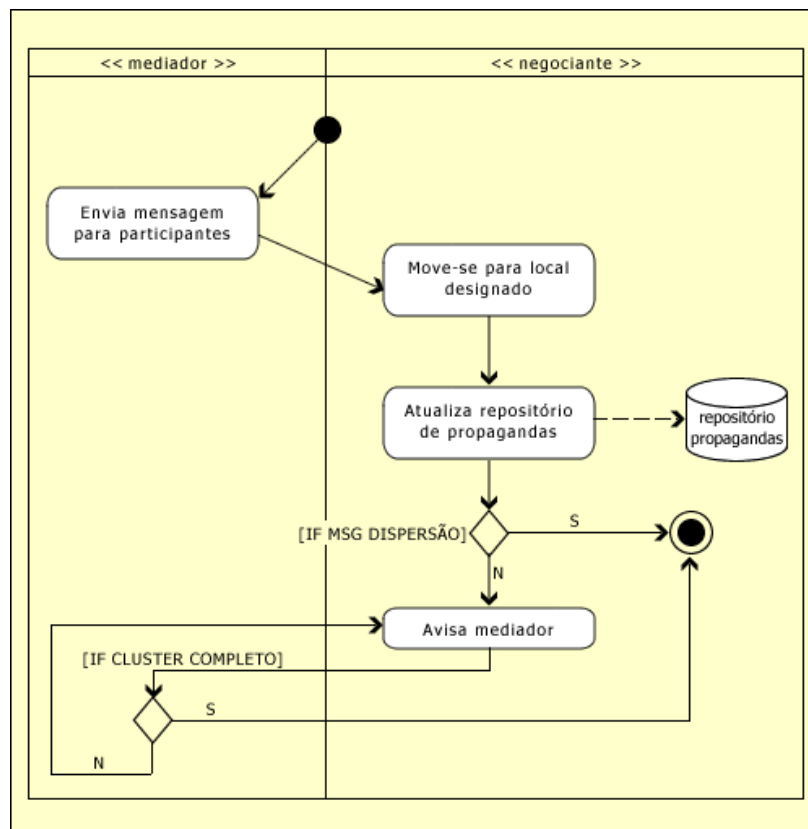 << mediador >>
<< negociante >>
Envia mensagem
para participantes
Move-se para local
designado
Atualiza repositório
de propagandas
repositório
propagandas
[IF MSG DISPERSÃO]
S
N
Avisa mediador
[IF CLUSTER COMPLETO]
S
N